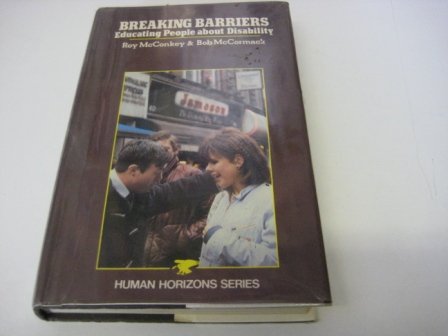 BREAKING BARRIERS
Educating People about Disability
Roy McConkey & Bob McCormack
Jameson
HUMAN HORIZONS SERIES